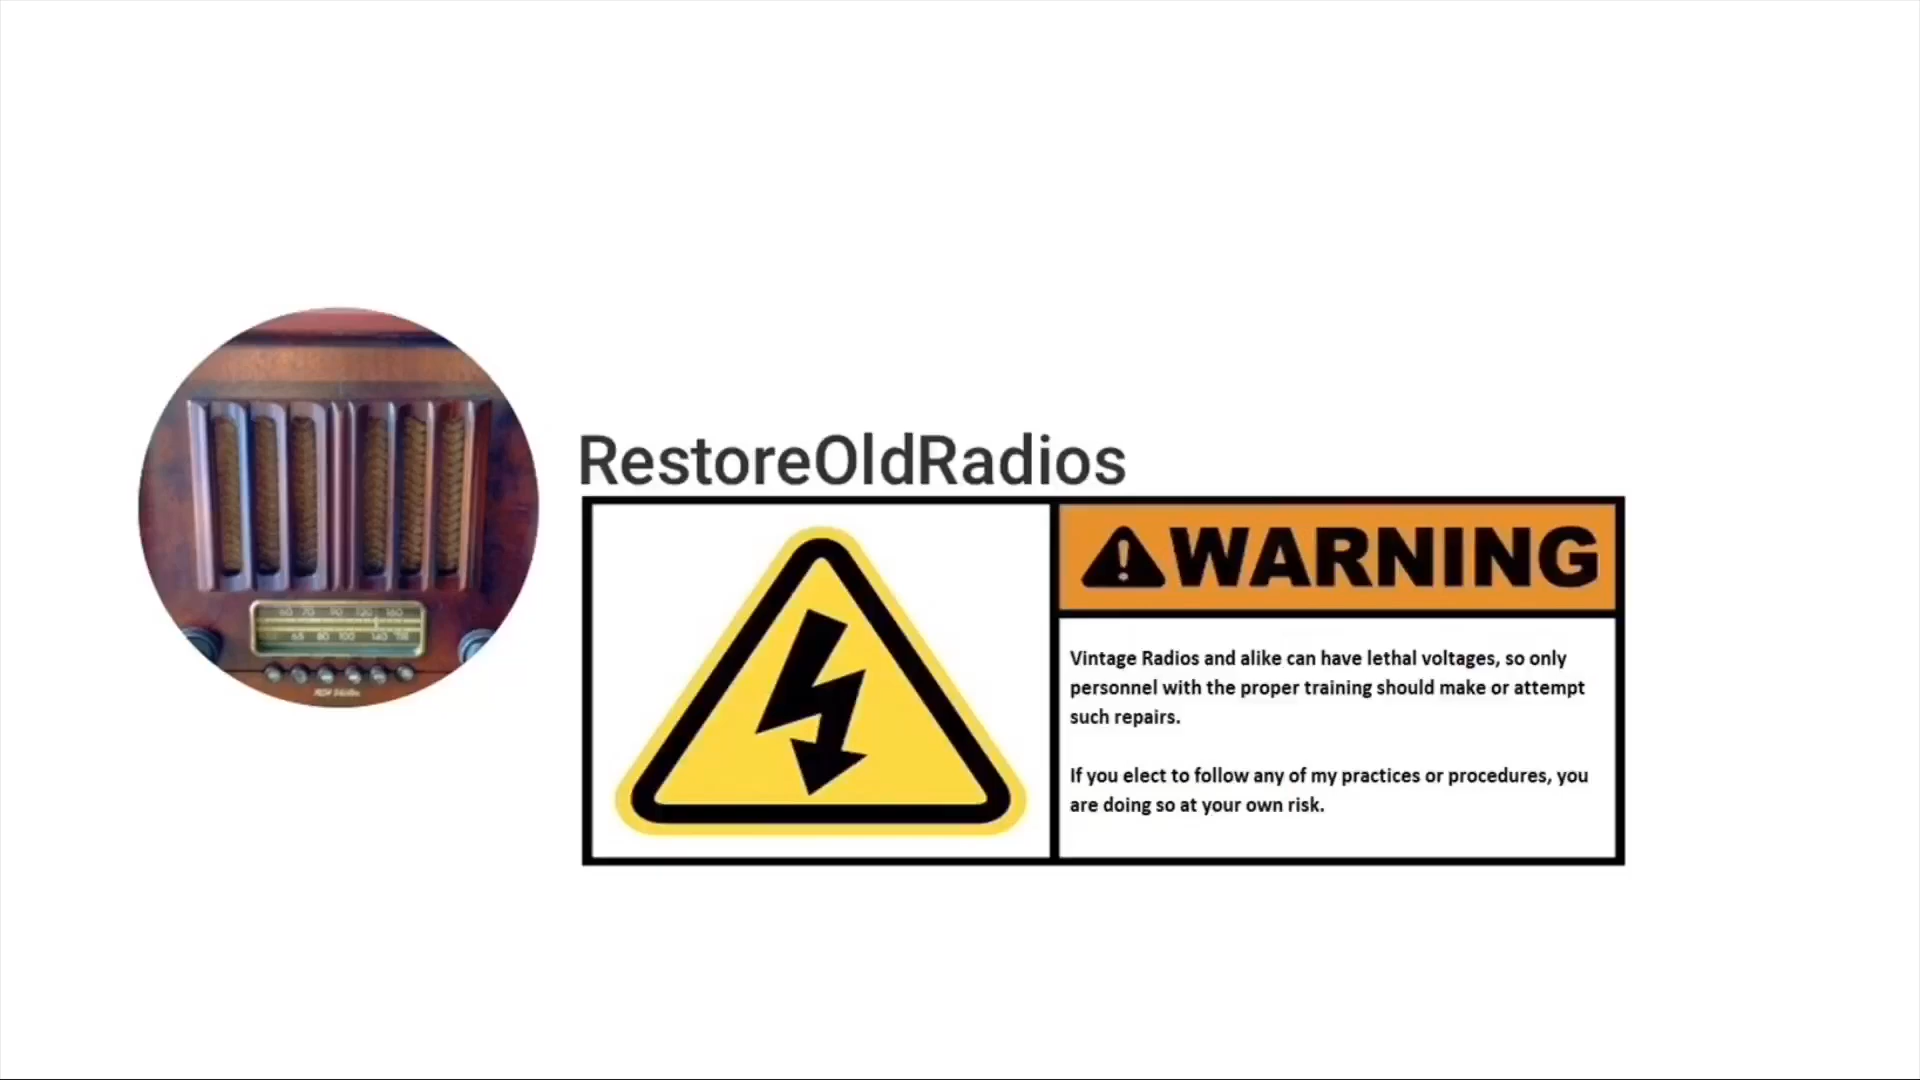 RestoreOldRadios
WARNING
Vintage Radios and alike can have lethal voltages, so only
personnel with the proper training should make or attempt
such repairs.
If you elect to follow any of my practices or procedures, you
are doing so at your own risk.